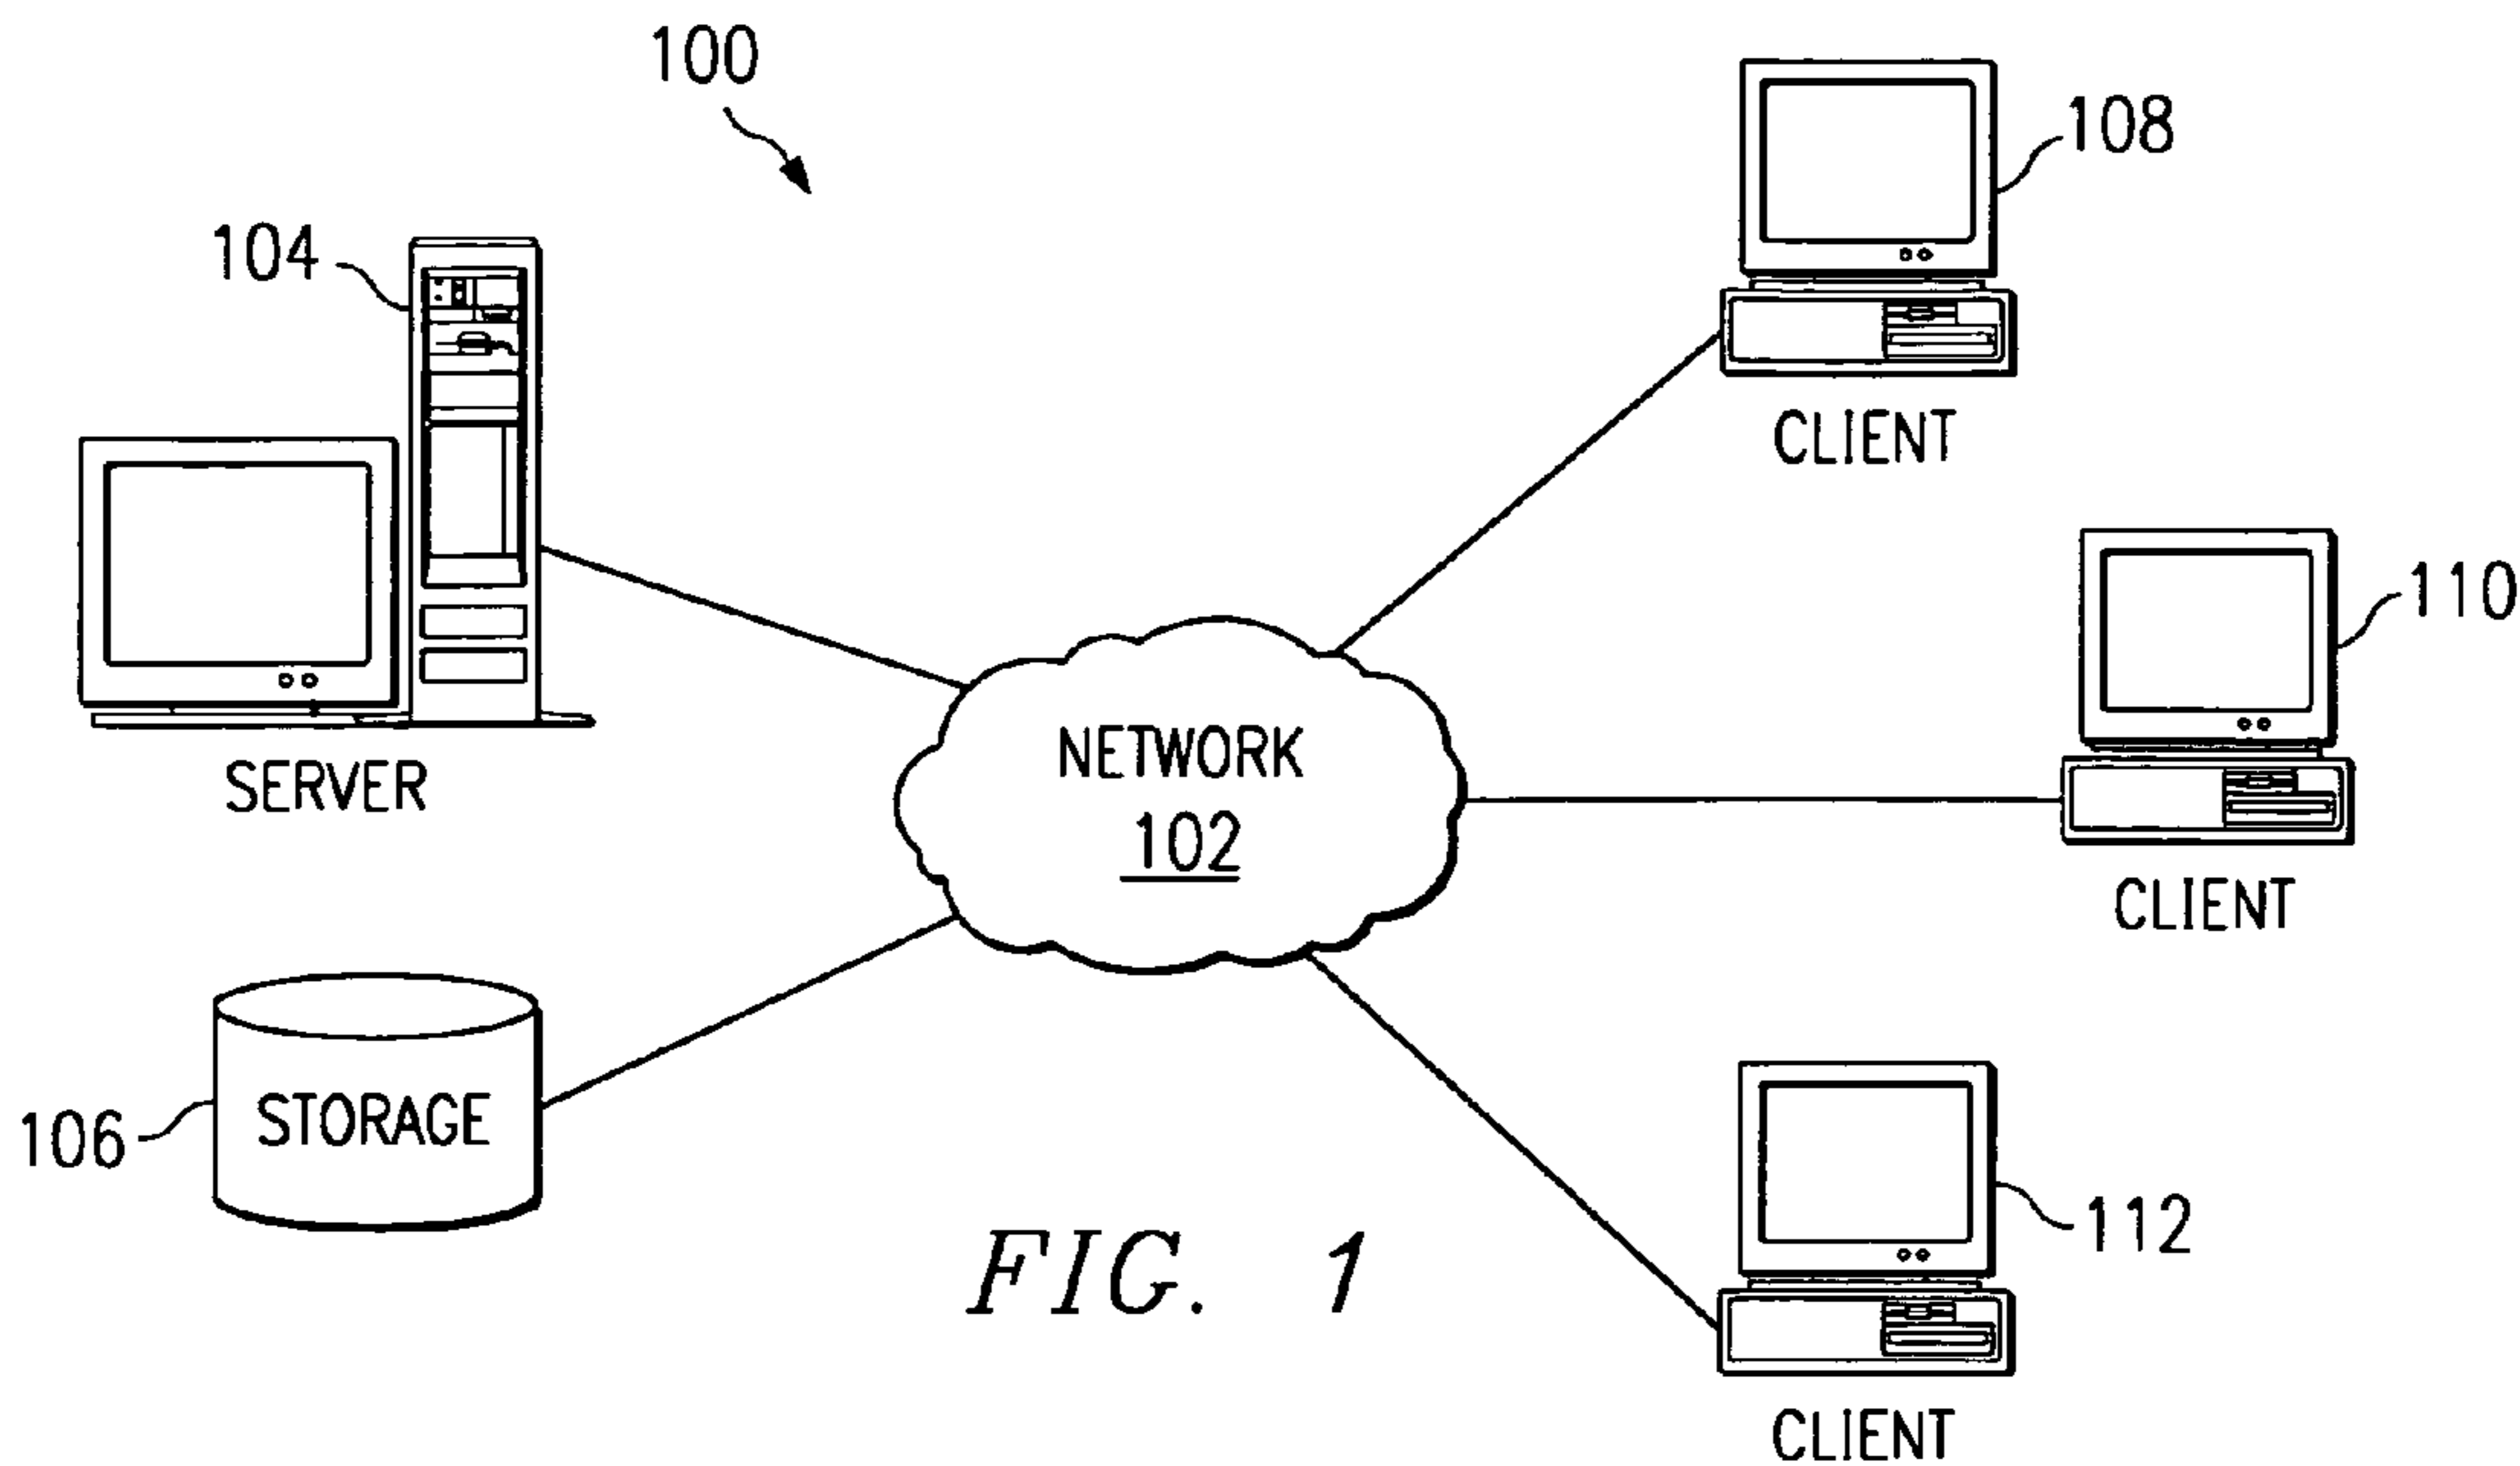 100
108
104
CLIENT
110
NETWORK
102
SERVER
CLIENT
STORAGE
106
112
FIG. 1
CLIENT